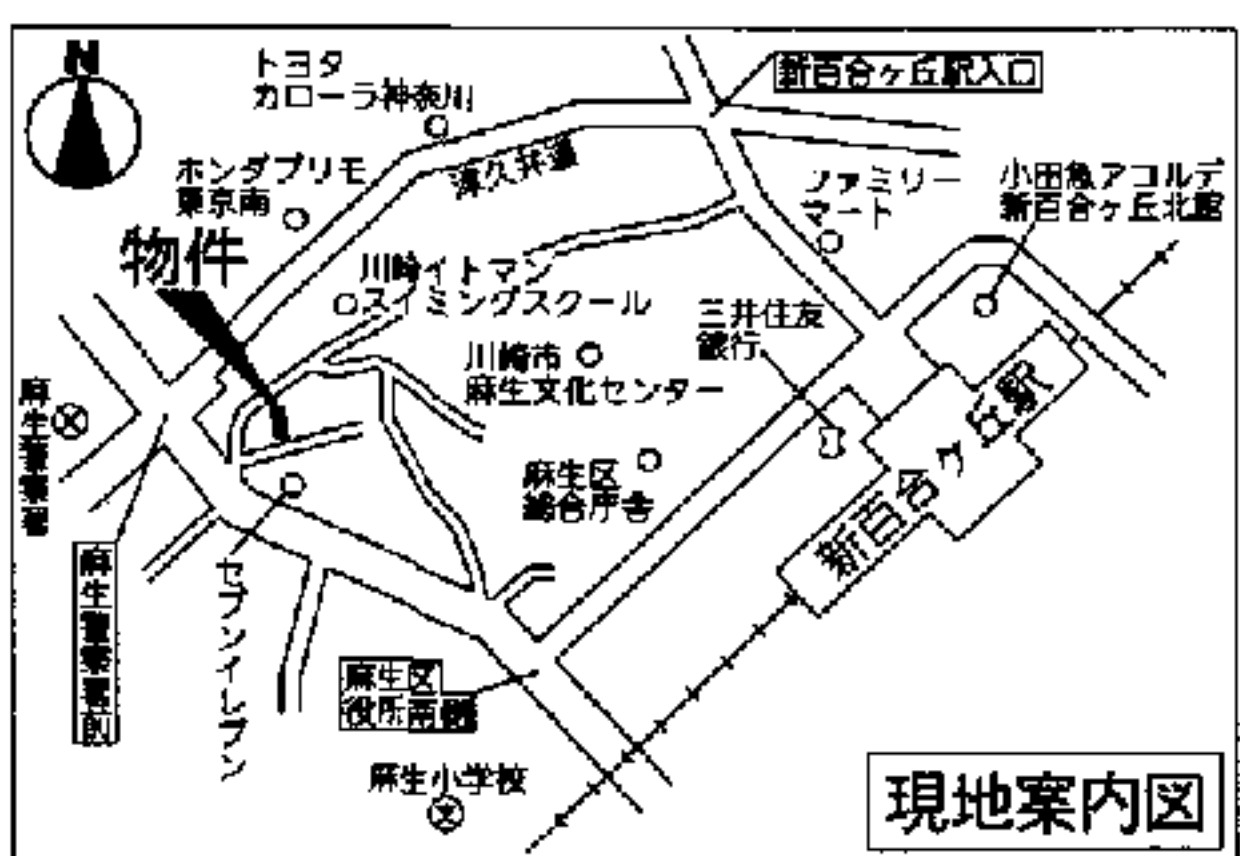 N
トヨタ
カローラ神奈川
新百合ヶ丘駅入口
ホンダプリモ
東京南
津久井道
ファミリー
マート
小田急アコルデ
新百合ヶ丘北館
物件
川崎イトマン
スイミングスクール
三井住友
銀行
川崎市
麻生文化センター
麻生警察署
麻生区
総合庁舎
新百合ヶ丘駅
麻生警察署前
セブンイレブン
麻生区
役所南側
麻生小学校
文
現地案内図